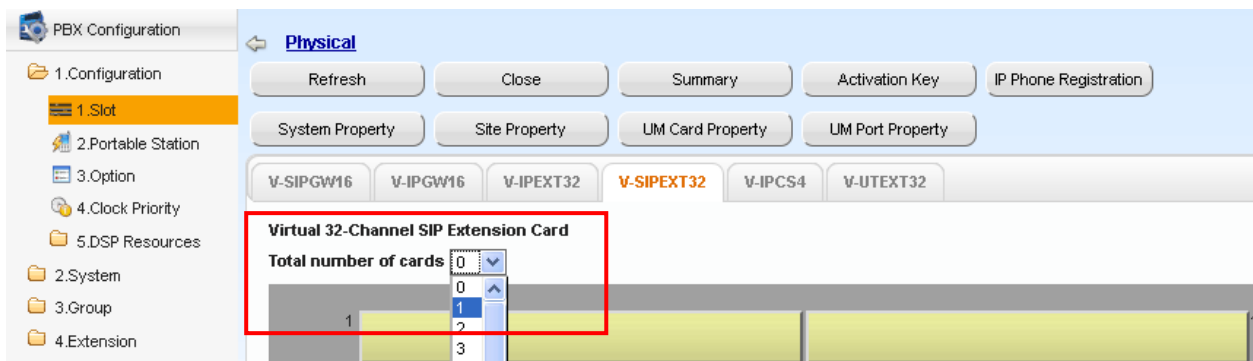 PBX Configuration
1.Configuration
1.Slot
2.Portable Station
3.Option
4.Clock Priority
5.DSP Resources
2.System
3.Group
4.Extension
Physical
Refresh Close Summary Activation Key IP Phone Registration
System Property Site Property UM Card Property UM Port Property
V-SIPGW16 V-IPGW16 V-IPEXT32 V-SIPEXT32 V-IPCS4 V-UTEXT32
Virtual 32-Channel SIP Extension Card
Total number of cards 0
0
1
2
3
1